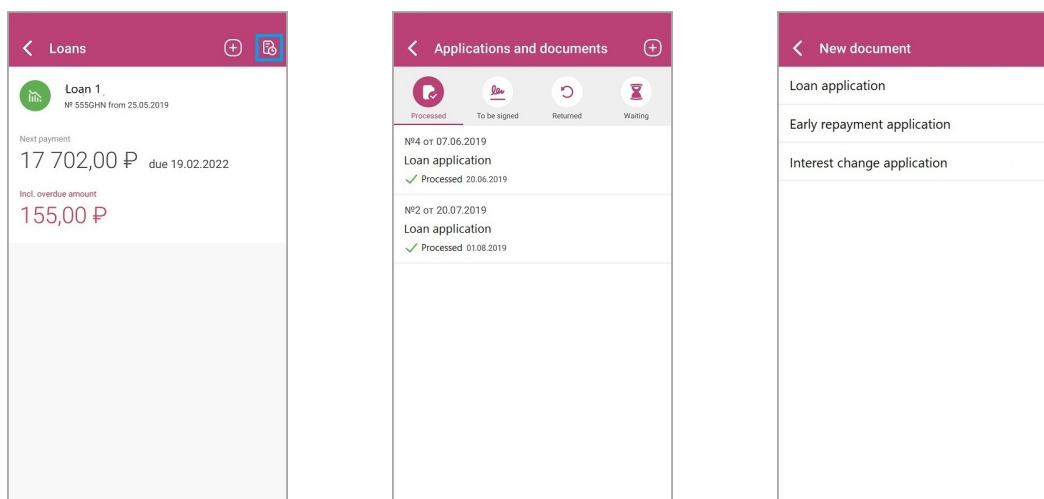 Loans
Loan 1
№ 555GHN from 25.05.2019
Next payment
17 702,00 ₽ due 19.02.2022
Incl. overdue amount
155,00 ₽
Applications and documents
Processed To be signed Returned Waiting
№4 от 07.06.2019
Loan application
Processed 20.06.2019
№2 от 20.07.2019
Loan application
Processed 01.08.2019
New document
Loan application
Early repayment application
Interest change application